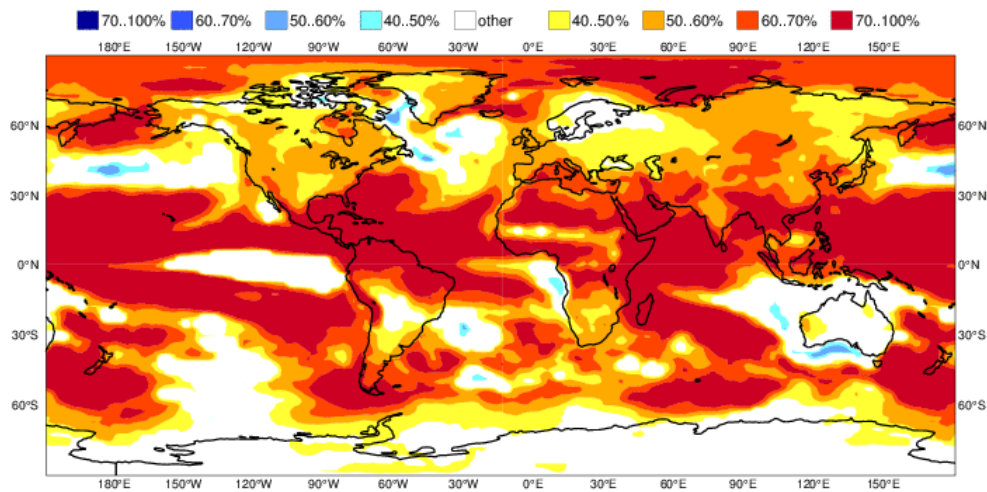 70..100% 60..70% 50..60% 40..50% other 40..50% 50..60% 60..70% 70..100%
180°E 150°W 120°W 90°W 60°W 30°W 0°E 30°E 60°E 90°E 120°E 150°E
60°N 60°N
30°N 30°N
0°N 0°N
30°S 30°S
60°S 60°S
180°E 150°W 120°W 90°W 60°W 30°W 0°E 30°E 60°E 90°E 120°E 150°E